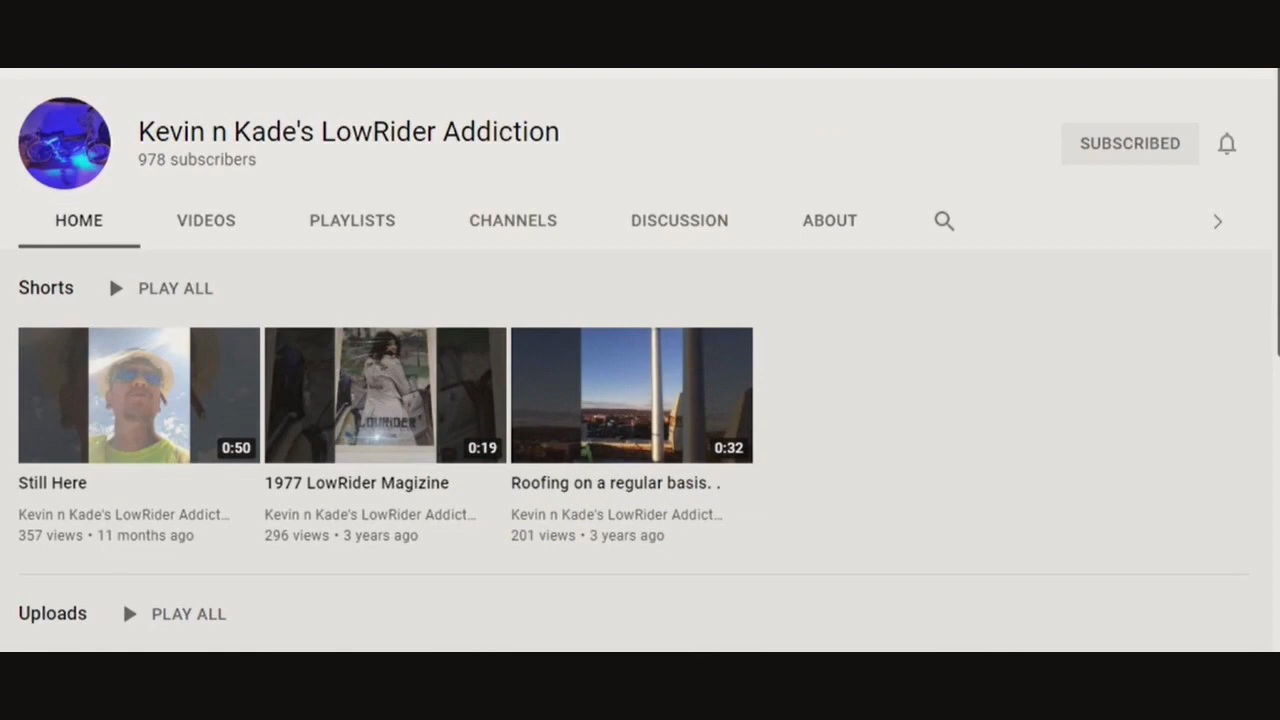 Kevin n Kade's LowRider Addiction
978 subscribers
SUBSCRIBED
HOME VIDEOS PLAYLISTS CHANNELS DISCUSSION ABOUT
Shorts PLAY ALL
LOWRIDER
0:50 0:19 0:32
Still Here 1977 LowRider Magizine Roofing on a regular basis. .
Kevin n Kade's LowRider Addict... Kevin n Kade's LowRider Addict... Kevin n Kade's LowRider Addict...
357 views • 11 months ago 296 views • 3 years ago 201 views • 3 years ago
Uploads PLAY ALL